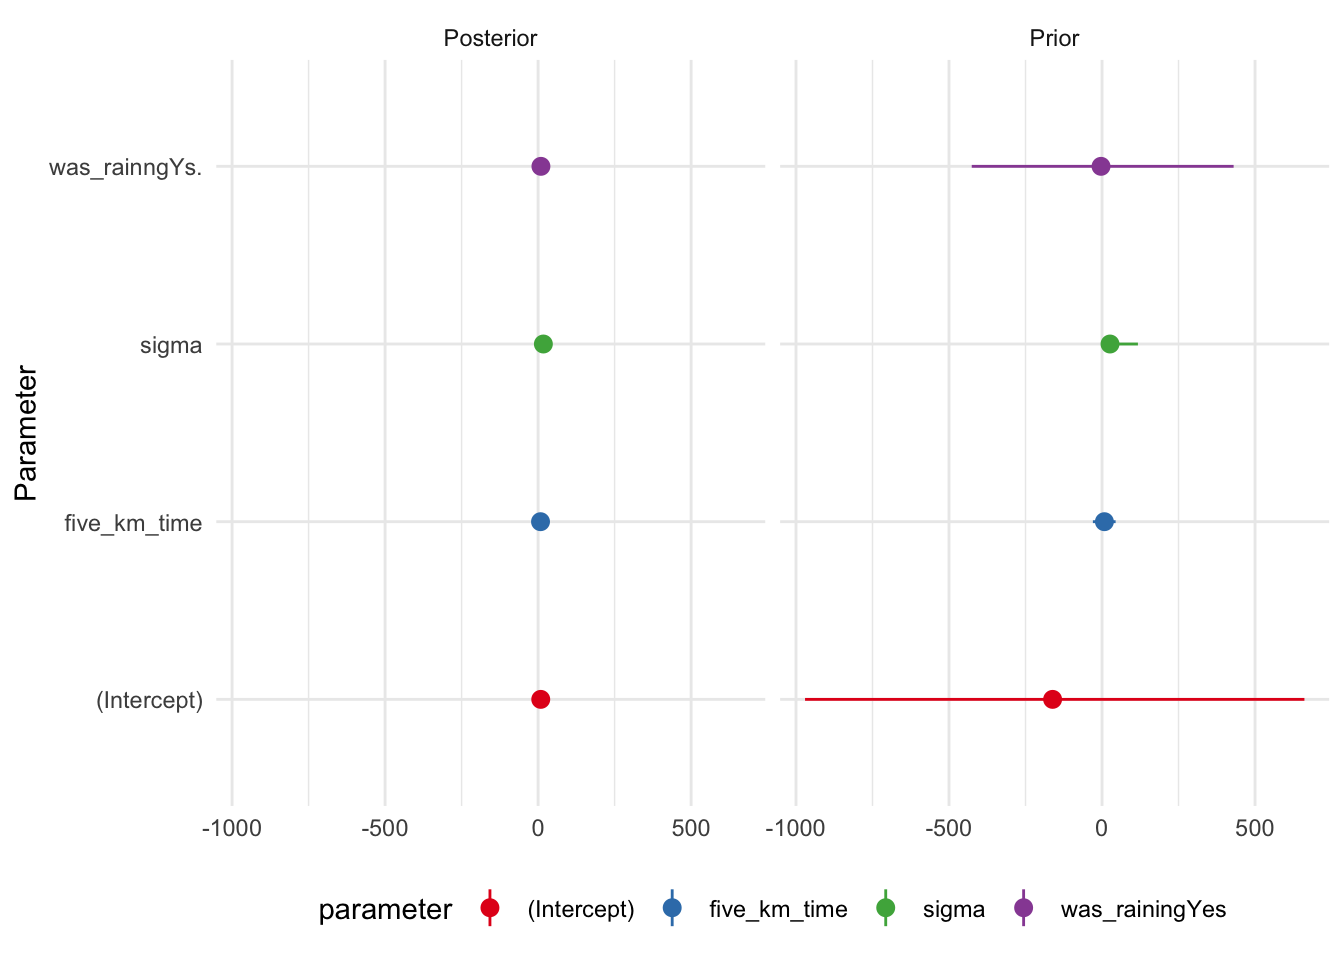 Posterior
Prior
Parameter
was_rainngYs.
sigma
five_km_time
(Intercept)
-1000 -500 0 500
-1000 -500 0 500
parameter (Intercept) five_km_time sigma was_rainingYes